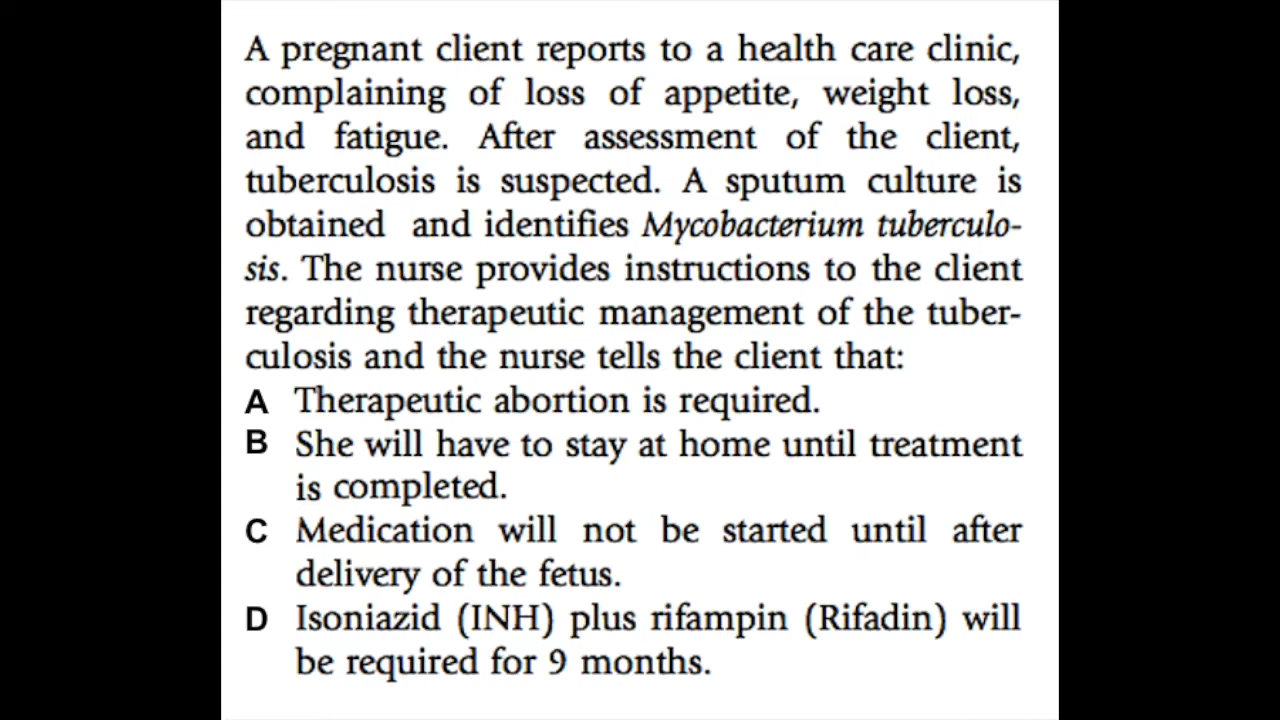 A pregnant client reports to a health care clinic,
complaining of loss of appetite, weight loss,
and fatigue. After assessment of the client,
tuberculosis is suspected. A sputum culture is
obtained and identifies Mycobacterium tuberculo-
sis. The nurse provides instructions to the client
regarding therapeutic management of the tuber-
culosis and the nurse tells the client that:
A Therapeutic abortion is required.
B She will have to stay at home until treatment
is completed.
C Medication will not be started until after
delivery of the fetus.
D Isoniazid (INH) plus rifampin (Rifadin) will
be required for 9 months.